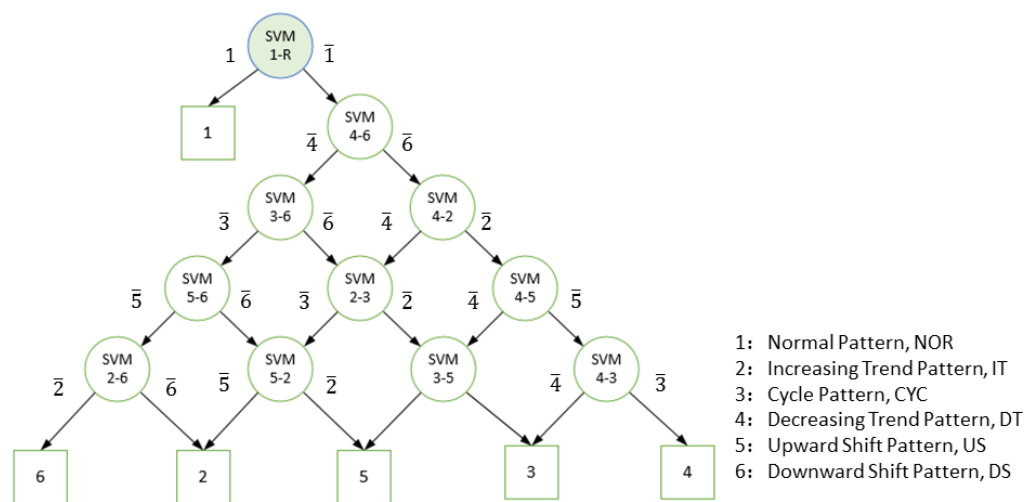 SVM
1-R
1
1̅
1
SVM
4-6
4̅
6̅
SVM
3-6
SVM
4-2
3̅
6̅
4̅
2̅
SVM
5-6
SVM
2-3
SVM
4-5
5̅
6̅
3̅
2̅
4̅
5̅
SVM
2-6
SVM
5-2
SVM
3-5
SVM
4-3
2̅
6̅
5̅
2̅
4̅
3̅
6
2
5
3
4
1: Normal Pattern, NOR
2: Increasing Trend Pattern, IT
3: Cycle Pattern, CYC
4: Decreasing Trend Pattern, DT
5: Upward Shift Pattern, US
6: Downward Shift Pattern, DS